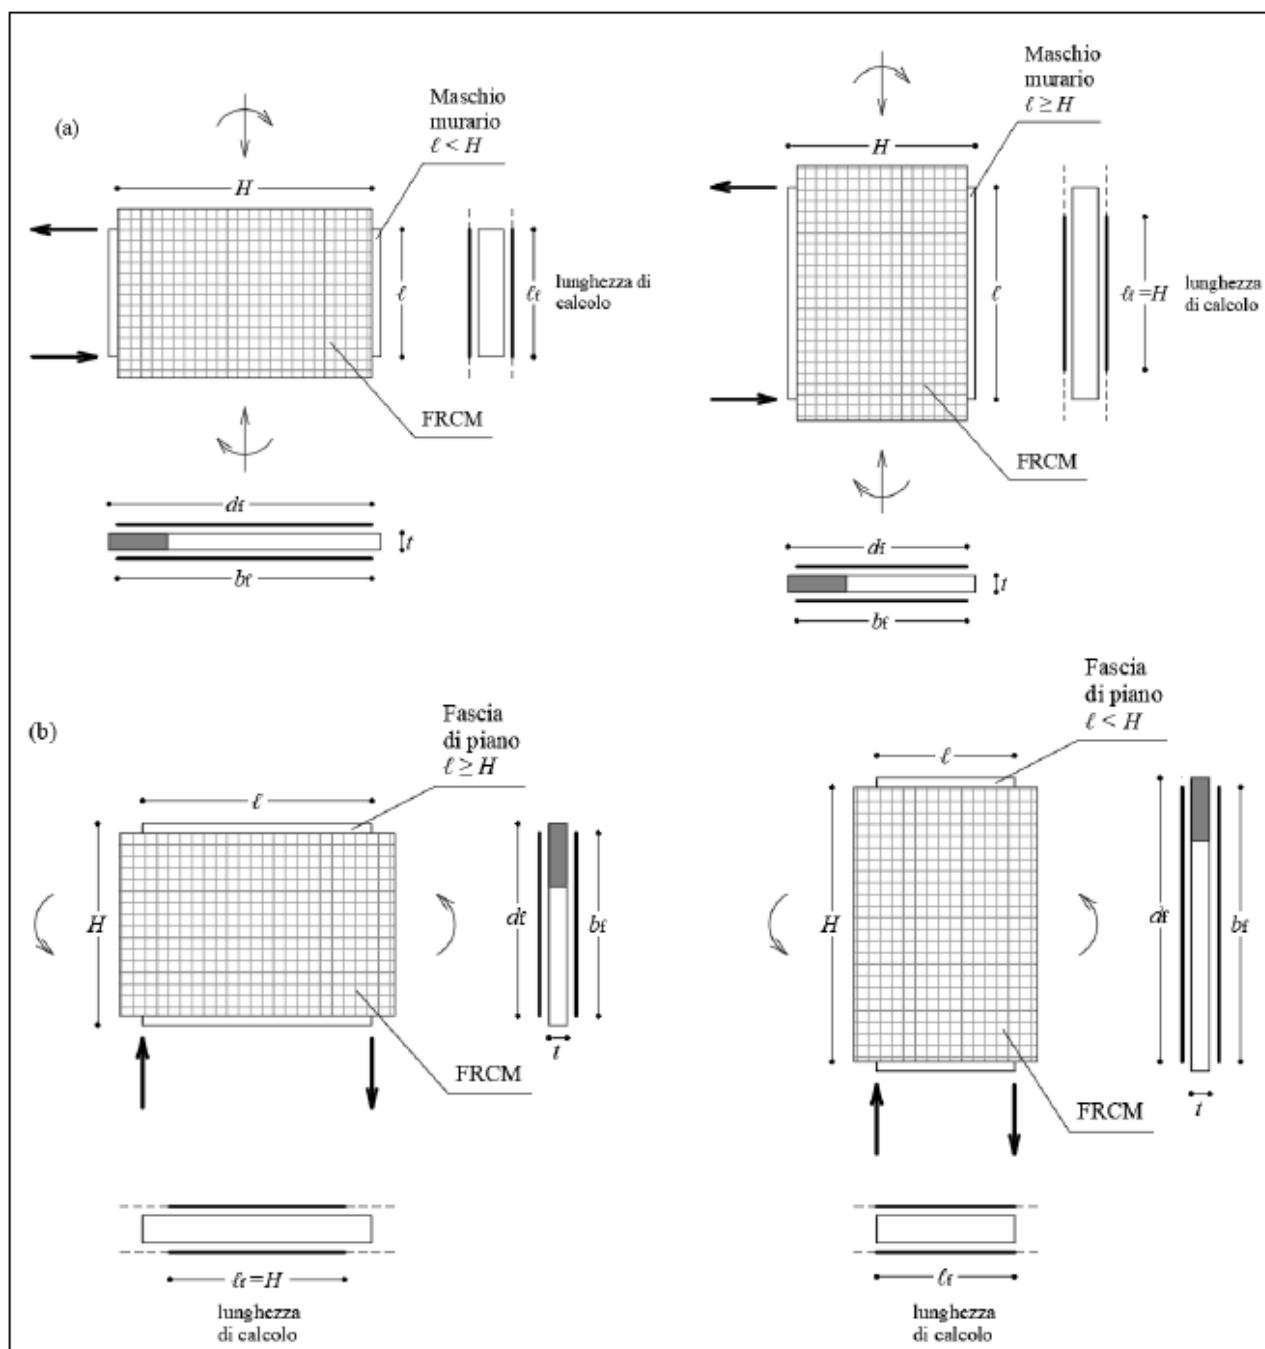 (a)
Maschio
murario
ℓ < H
H
ℓ
ℓf
lunghezza di
calcolo
FRCM
df
t
bf
Maschio
murario
ℓ ≥ H
H
ℓ
ℓf=H
lunghezza
di calcolo
FRCM
df
t
bf
(b)
Fascia
di piano
ℓ ≥ H
ℓ
H
df
bf
t
FRCM
ℓf=H
lunghezza
di calcolo
Fascia
di piano
ℓ < H
ℓ
H
df
bf
t
FRCM
ℓf
lunghezza
di calcolo